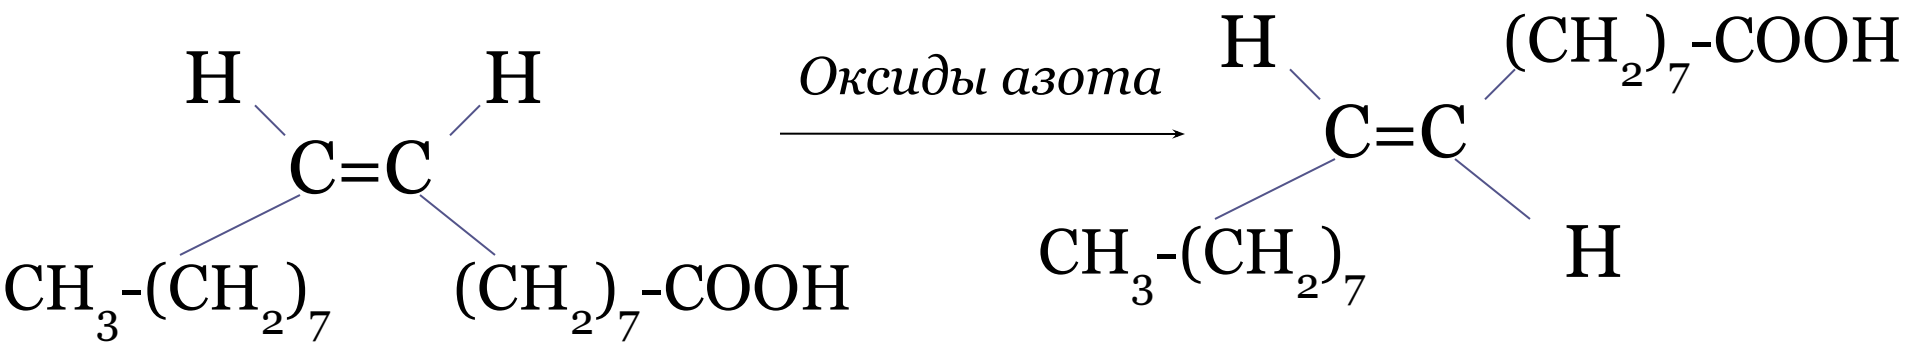 H H
C=C
CH3-(CH2)7 (CH2)7-COOH
Оксиды азота
H (CH2)7-COOH
C=C
CH3-(CH2)7 H